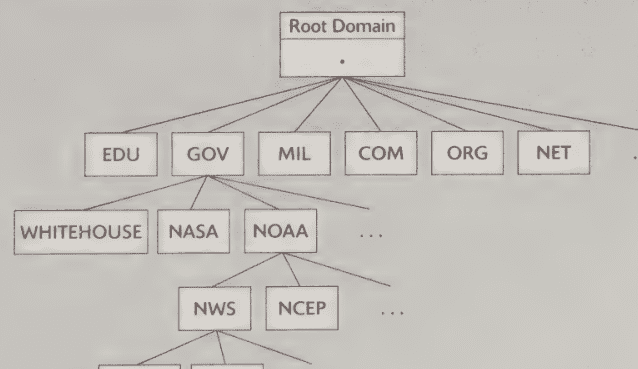 Root Domain
.
EDU GOV MIL COM ORG NET .
WHITEHOUSE NASA NOAA ...
NWS NCEP ...